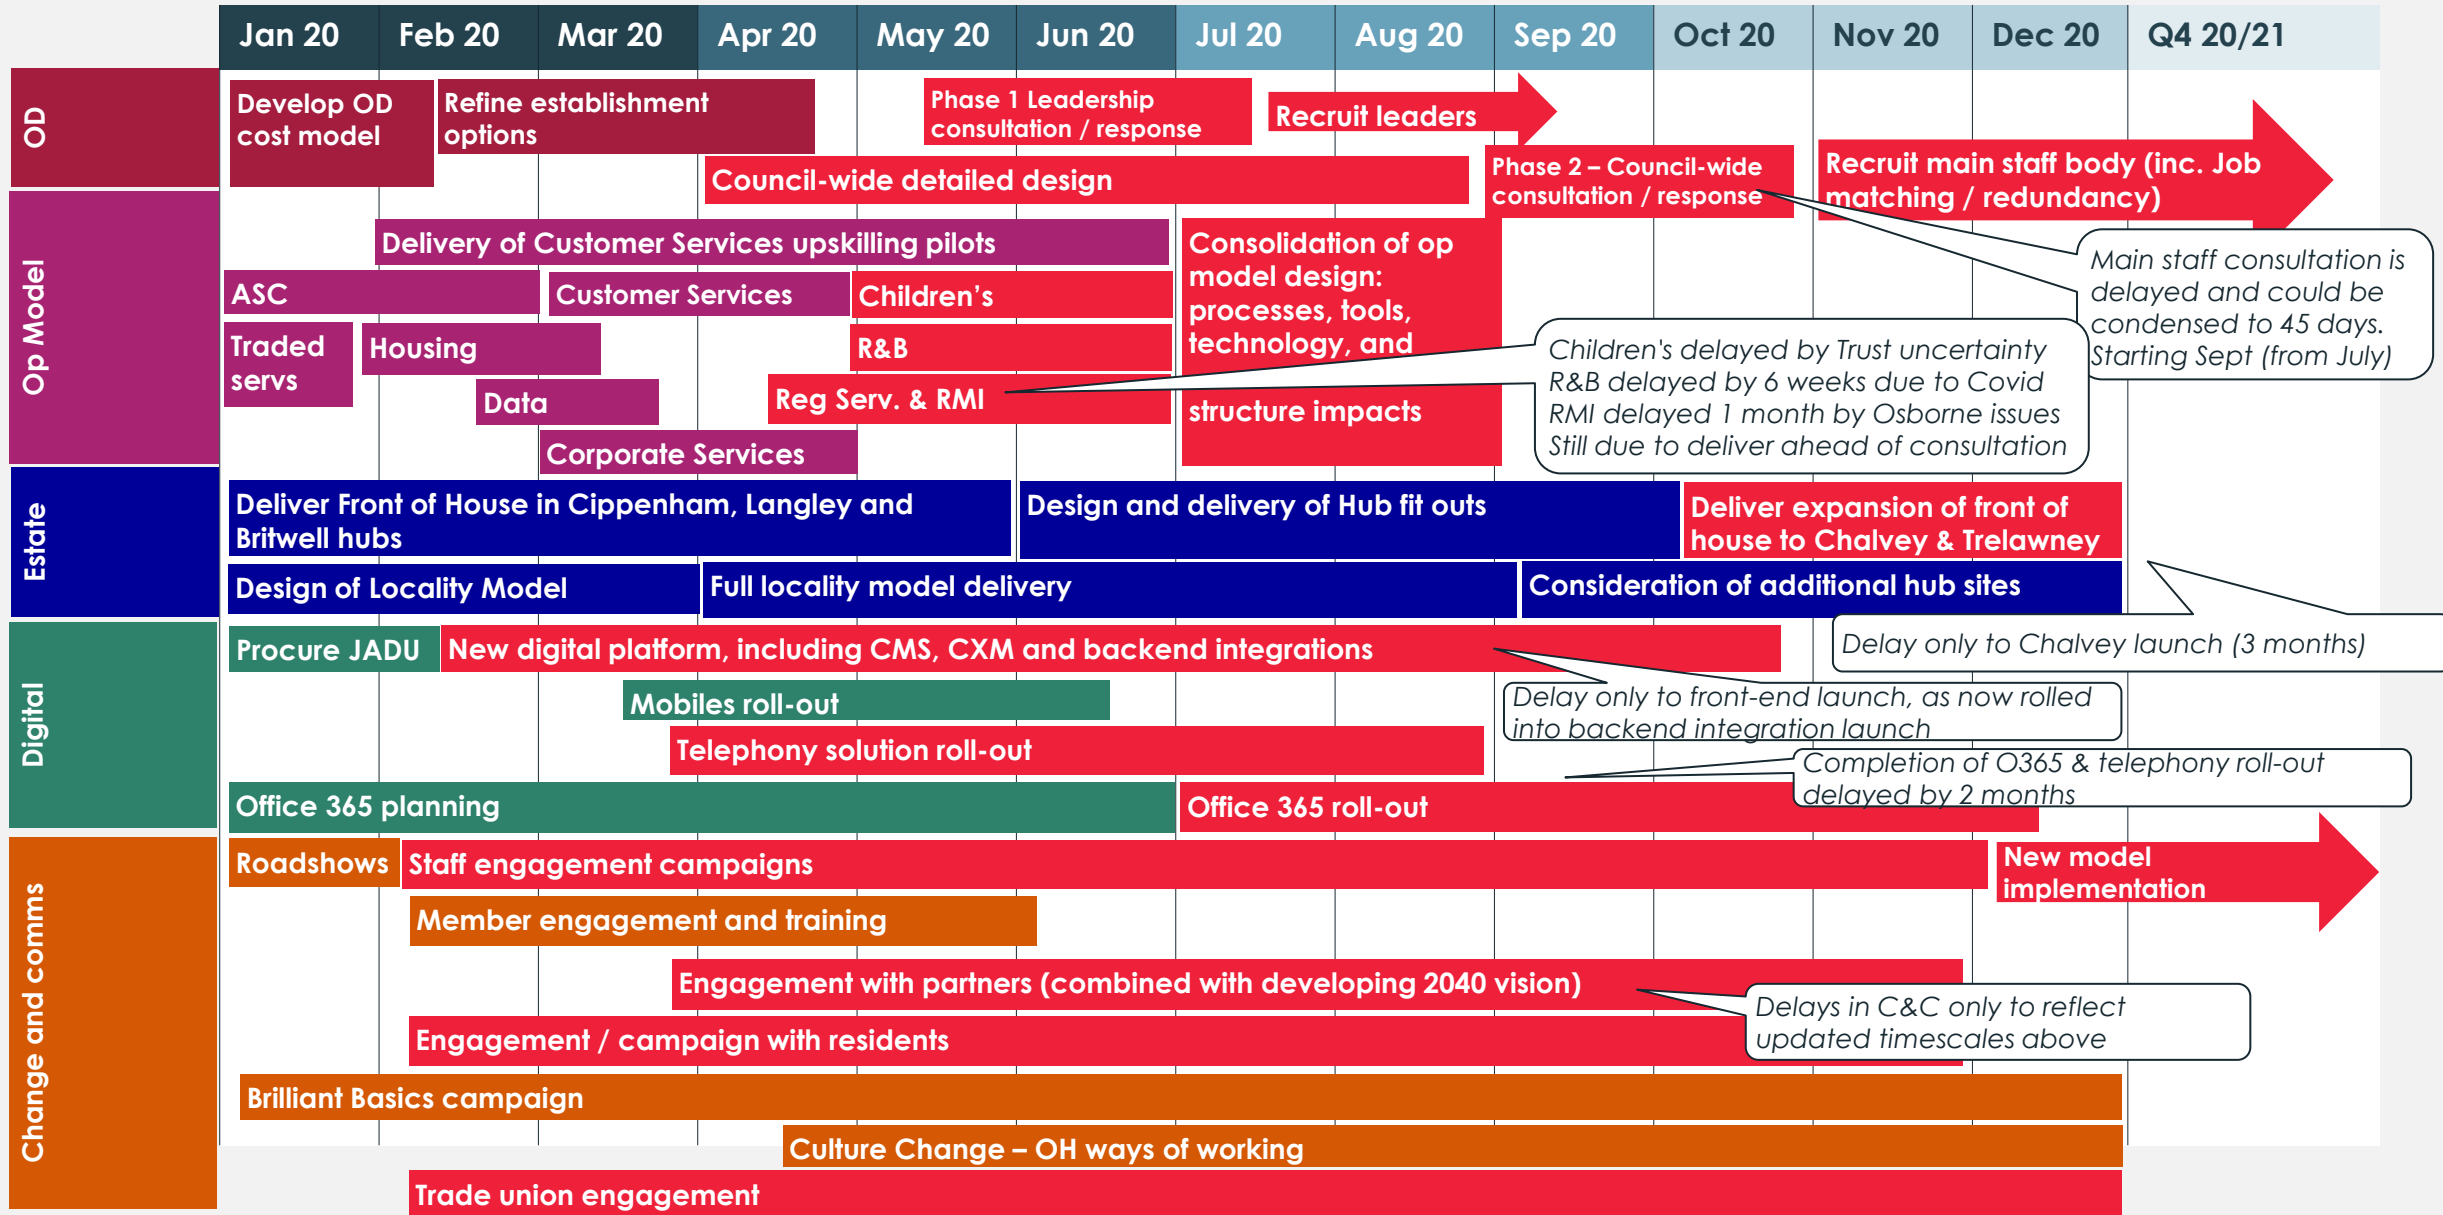 Jan 20
Feb 20
Mar 20
Apr 20
May 20
Jun 20
Jul 20
Aug 20
Sep 20
Oct 20
Nov 20
Dec 20
Q4 20/21
OD
Develop OD
cost model
Refine establishment
options
Phase 1 Leadership
consultation / response
Recruit leaders
Council-wide detailed design
Phase 2 – Council-wide
consultation / response
Recruit main staff body (inc. Job
matching / redundancy)
Main staff consultation is
delayed and could be
condensed to 45 days.
Starting Sept (from July)
Op Model
Delivery of Customer Services upskilling pilots
ASC
Customer Services
Children’s
Traded
servs
Housing
R&B
Data
Reg Serv. & RMI
Corporate Services
Consolidation of op
model design:
processes, tools,
technology, and
structure impacts
Children's delayed by Trust uncertainty
R&B delayed by 6 weeks due to Covid
RMI delayed 1 month by Osborne issues
Still due to deliver ahead of consultation
Estate
Deliver Front of House in Cippenham, Langley and
Britwell hubs
Design and delivery of Hub fit outs
Deliver expansion of front of
house to Chalvey & Trelawney
Design of Locality Model
Full locality model delivery
Consideration of additional hub sites
Delay only to Chalvey launch (3 months)
Digital
Procure JADU
New digital platform, including CMS, CXM and backend integrations
Delay only to front-end launch, as now rolled
into backend integration launch
Mobiles roll-out
Telephony solution roll-out
Completion of O365 & telephony roll-out
delayed by 2 months
Office 365 planning
Office 365 roll-out
Change and comms
Roadshows
Staff engagement campaigns
New model
implementation
Member engagement and training
Engagement with partners (combined with developing 2040 vision)
Delays in C&C only to reflect
updated timescales above
Engagement / campaign with residents
Brilliant Basics campaign
Culture Change – OH ways of working
Trade union engagement